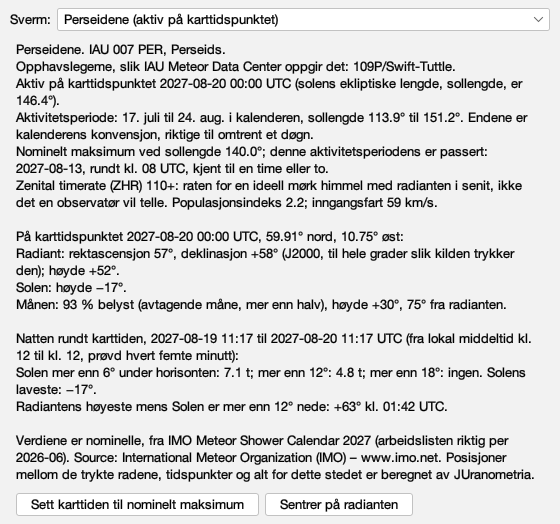 Sverm: Perseidene (aktiv på karttidspunktet)
Perseidene. IAU 007 PER, Perseids.
Opphavslegeme, slik IAU Meteor Data Center oppgir det: 109P/Swift-Tuttle.
Aktiv på karttidspunktet 2027-08-20 00:00 UTC (solens ekliptiske lengde, sollengde, er
146.4°).
Aktivitetsperiode: 17. juli til 24. aug. i kalenderen, sollengde 113.9° til 151.2°. Endene er
kalenderens konvensjon, riktige til omtrent et døgn.
Nominelt maksimum ved sollengde 140.0°; denne aktivitetsperiodens er passert:
2027-08-13, rundt kl. 08 UTC, kjent til en time eller to.
Zenital timerate (ZHR) 110+: raten for en ideell mørk himmel med radianten i senit, ikke
det en observatør vil telle. Populasjonsindeks 2.2; inngangsfart 59 km/s.
På karttidspunktet 2027-08-20 00:00 UTC, 59.91° nord, 10.75° øst:
Radiant: rektascensjon 57°, deklinasjon +58° (J2000, til hele grader slik kilden trykker
den); høyde +52°.
Solen: høyde −17°.
Månen: 93 % belyst (avtagende måne, mer enn halv), høyde +30°, 75° fra radianten.
Natten rundt karttiden, 2027-08-19 11:17 til 2027-08-20 11:17 UTC (fra lokal middeltid kl.
12 til kl. 12, prøvd hvert femte minutt):
Solen mer enn 6° under horisonten: 7.1 t; mer enn 12°: 4.8 t; mer enn 18°: ingen. Solens
laveste: −17°.
Radiantens høyeste mens Solen er mer enn 12° nede: +63° kl. 01:42 UTC.
Verdiene er nominelle, fra IMO Meteor Shower Calendar 2027 (arbeidslisten riktig per
2026-06). Source: International Meteor Organization (IMO) – www.imo.net. Posisjoner
mellom de trykte radene, tidspunkter og alt for dette stedet er beregnet av JUranometria.
Sett karttiden til nominelt maksimum
Sentrer på radianten